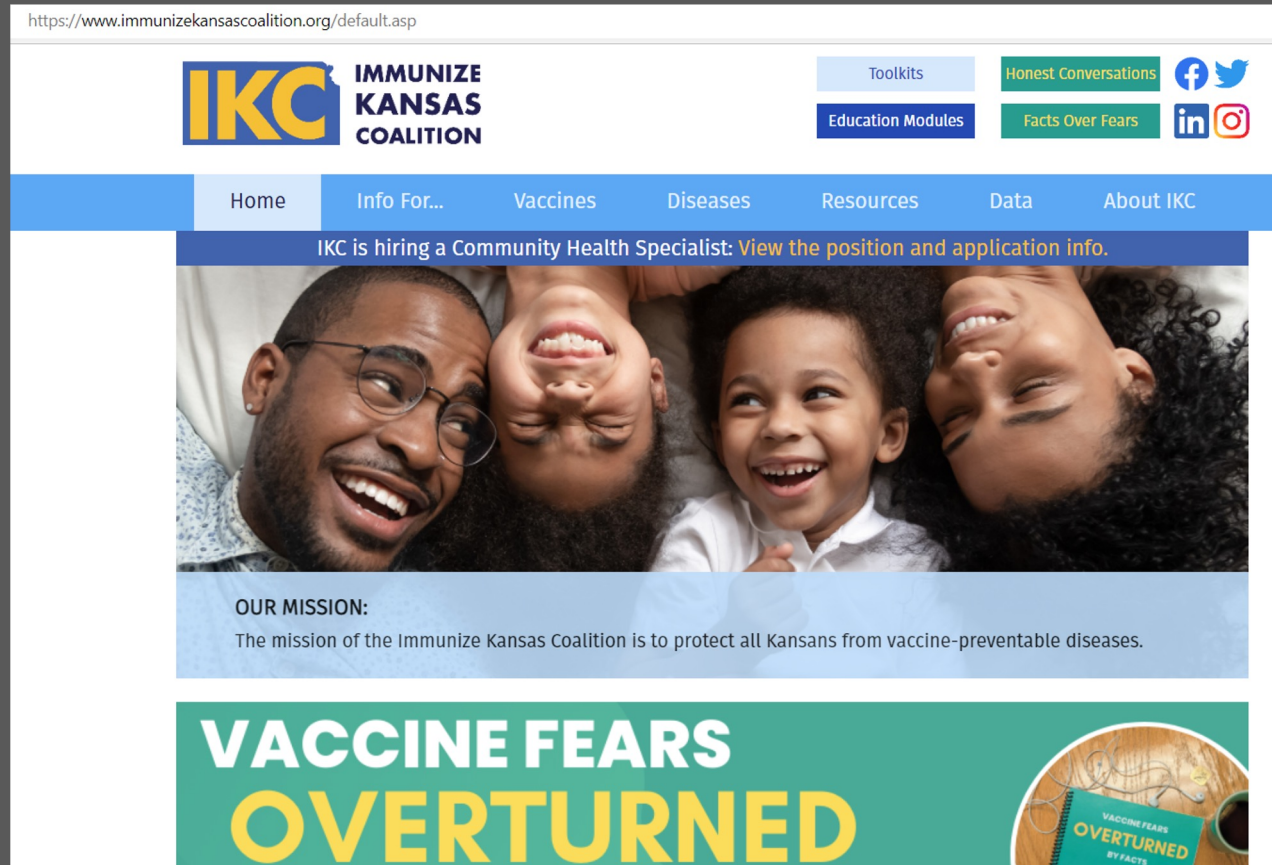 https://www.immunizekansascoalition.org/default.asp
IKC
IMMUNIZE
KANSAS
COALITION
Toolkits
Honest Conversations
Education Modules
Facts Over Fears
Home Info For... Vaccines Diseases Resources Data About IKC
IKC is hiring a Community Health Specialist: View the position and application info.
OUR MISSION:
The mission of the Immunize Kansas Coalition is to protect all Kansans from vaccine-preventable diseases.
VACCINE FEARS
OVERTURNED
VACCINE FEARS
OVERTURNED
BY FACTS